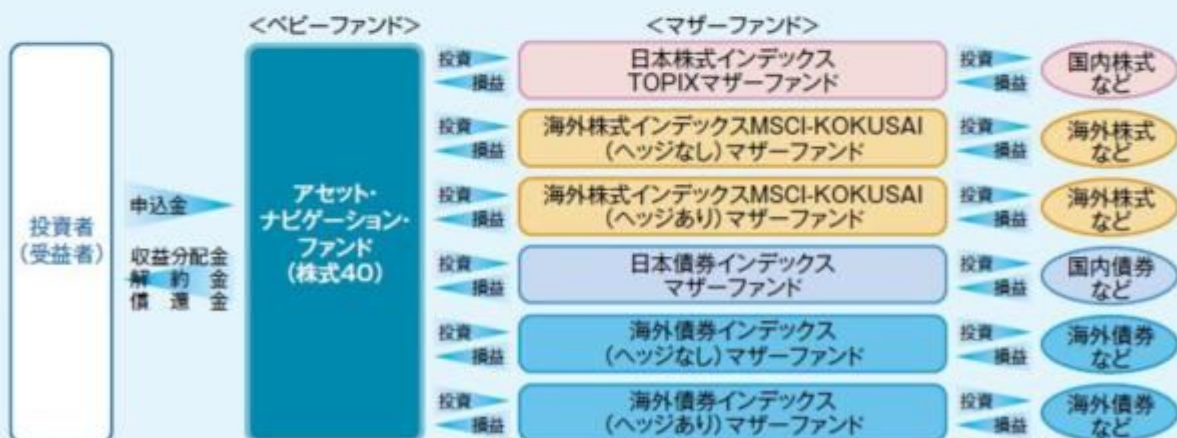 ＜ベビーファンド＞
＜マザーファンド＞
投資者
（受益者）
申込金
収益分配金
解約金
償還金
アセット・
ナビゲーション・
ファンド
（株式40）
投資
損益
日本株式インデックス
TOPIXマザーファンド
投資
損益
国内株式
など
投資
損益
海外株式インデックスMSCI-KOKUSAI
（ヘッジなし）マザーファンド
投資
損益
海外株式
など
投資
損益
海外株式インデックスMSCI-KOKUSAI
（ヘッジあり）マザーファンド
投資
損益
海外株式
など
投資
損益
日本債券インデックス
マザーファンド
投資
損益
国内債券
など
投資
損益
海外債券インデックス
（ヘッジなし）マザーファンド
投資
損益
海外債券
など
投資
損益
海外債券インデックス
（ヘッジあり）マザーファンド
投資
損益
海外債券
など